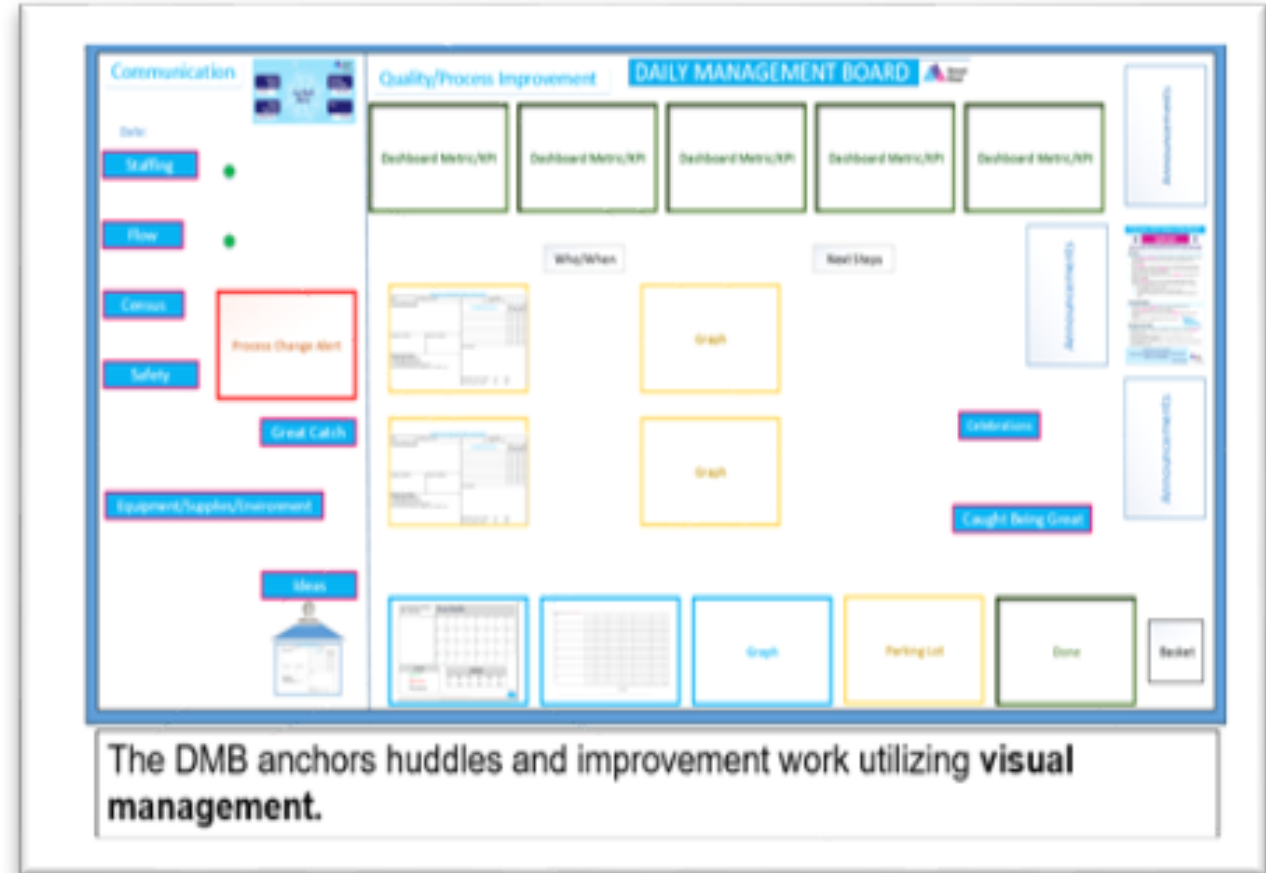 Communication
Quality/Process Improvement
DAILY MANAGEMENT BOARD
Date:
Staffing
Flow
Census
Safety
Process Change Alert
Great Catch
Equipment/Supplies/Environment
Ideas
Dashboard Metric/KPI
Dashboard Metric/KPI
Dashboard Metric/KPI
Dashboard Metric/KPI
Dashboard Metric/KPI
Who/When
Next Steps
Graph
Graph
Announcements
Announcements
Announcements
Celebrations
Caught Being Great
Graph
Parking Lot
Done
Basket
The DMB anchors huddles and improvement work utilizing visual
management.